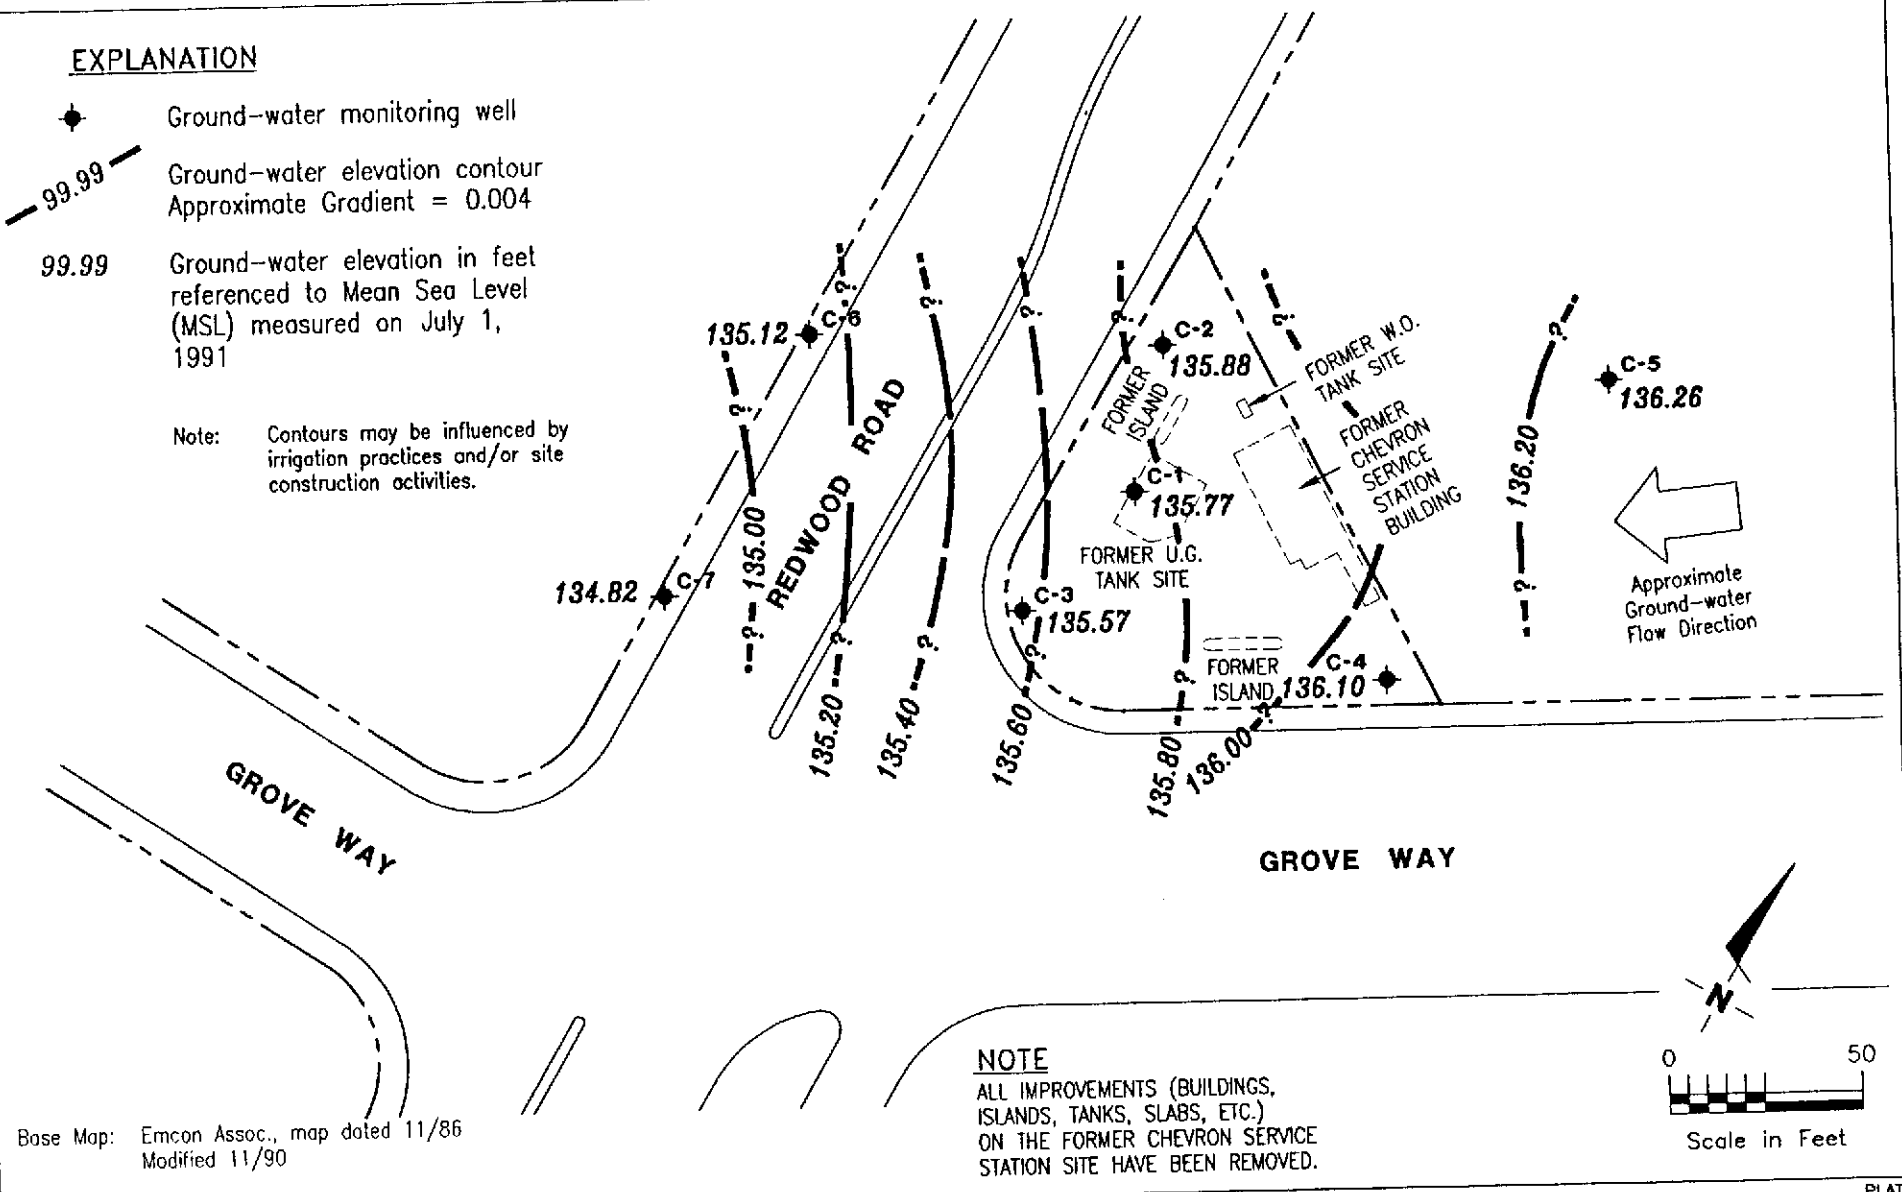 EXPLANATION
Ground-water monitoring well
99.99
Ground-water elevation contour
Approximate Gradient = 0.004
99.99
Ground-water elevation in feet
referenced to Mean Sea Level
(MSL) measured on July 1,
1991
Note: Contours may be influenced by
irrigation practices and/or site
construction activities.
135.12
C-6
C-2
135.88
FORMER W.O.
TANK SITE
C-5
136.26
FORMER
ISLAND
FORMER
CHEVRON
SERVICE
STATION
BUILDING
136.20
C-1
135.77
REDWOOD ROAD
135.00
FORMER U.G.
TANK SITE
134.82
C-7
C-3
135.57
Approximate
Ground-water
Flow Direction
FORMER
ISLAND
C-4
136.10
135.20
135.40
135.60
135.80
136.00
?
?
?
?
?
?
?
?
?
?
?
?
?
?
GROVE WAY
GROVE WAY
N
0 50
Scale in Feet
NOTE
ALL IMPROVEMENTS (BUILDINGS,
ISLANDS, TANKS, SLABS, ETC.)
ON THE FORMER CHEVRON SERVICE
STATION SITE HAVE BEEN REMOVED.
Base Map: Emcon Assoc., map dated 11/86
Modified 11/90